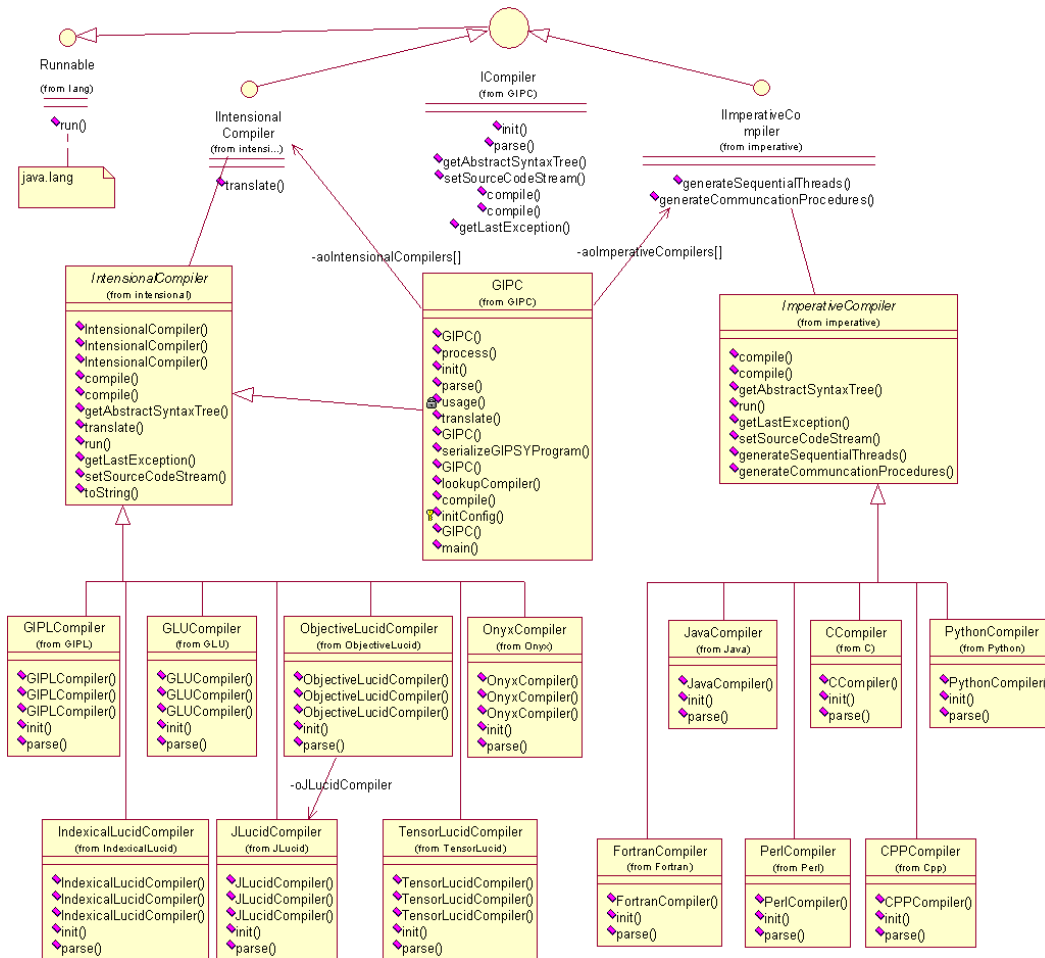 Runnable
(from lang)
run()
java.lang
IIntensional
Compiler
(from intensi...)
translate()
ICompiler
(from GIPC)
init()
parse()
getAbstractSyntaxTree()
setSourceCodeStream()
compile()
compile()
getLastException()
IImperativeCo
mpiler
(from imperative)
generateSequentialThreads()
generateCommuncationProcedures()
-aoIntensionalCompilers[]
-aoImperativeCompilers[]
IntensionalCompiler
(from intensional)
IntensionalCompiler()
IntensionalCompiler()
IntensionalCompiler()
compile()
compile()
getAbstractSyntaxTree()
translate()
run()
getLastException()
setSourceCodeStream()
toString()
GIPC
(from GIPC)
GIPC()
process()
init()
parse()
usage()
translate()
GIPC()
serializeGIPSYProgram()
GIPC()
lookupCompiler()
compile()
initConfig()
GIPC()
main()
ImperativeCompiler
(from imperative)
compile()
compile()
getAbstractSyntaxTree()
run()
getLastException()
setSourceCodeStream()
generateSequentialThreads()
generateCommuncationProcedures()
GIPLCompiler
(from GIPL)
GIPLCompiler()
GIPLCompiler()
GIPLCompiler()
init()
parse()
GLUCompiler
(from GLU)
GLUCompiler()
GLUCompiler()
GLUCompiler()
init()
parse()
ObjectiveLucidCompiler
(from ObjectiveLucid)
ObjectiveLucidCompiler()
ObjectiveLucidCompiler()
ObjectiveLucidCompiler()
init()
parse()
OnyxCompiler
(from Onyx)
OnyxCompiler()
OnyxCompiler()
OnyxCompiler()
init()
parse()
JavaCompiler
(from Java)
JavaCompiler()
init()
parse()
CCompiler
(from C)
CCompiler()
init()
parse()
PythonCompiler
(from Python)
PythonCompiler(
init()
parse()
-oJLucidCompiler
IndexicalLucidCompiler
(from IndexicalLucid)
IndexicalLucidCompiler()
IndexicalLucidCompiler()
IndexicalLucidCompiler()
init()
parse()
JLucidCompiler
(from JLucid)
JLucidCompiler()
JLucidCompiler()
JLucidCompiler()
init()
parse()
TensorLucidCompiler
(from TensorLucid)
TensorLucidCompiler()
TensorLucidCompiler()
TensorLucidCompiler()
init()
parse()
FortranCompiler
(from Fortran)
FortranCompiler()
init()
parse()
PerlCompiler
(from Perl)
PerlCompiler()
init()
parse()
CPPCompiler
(from Cpp)
CPPCompiler()
init()
parse()